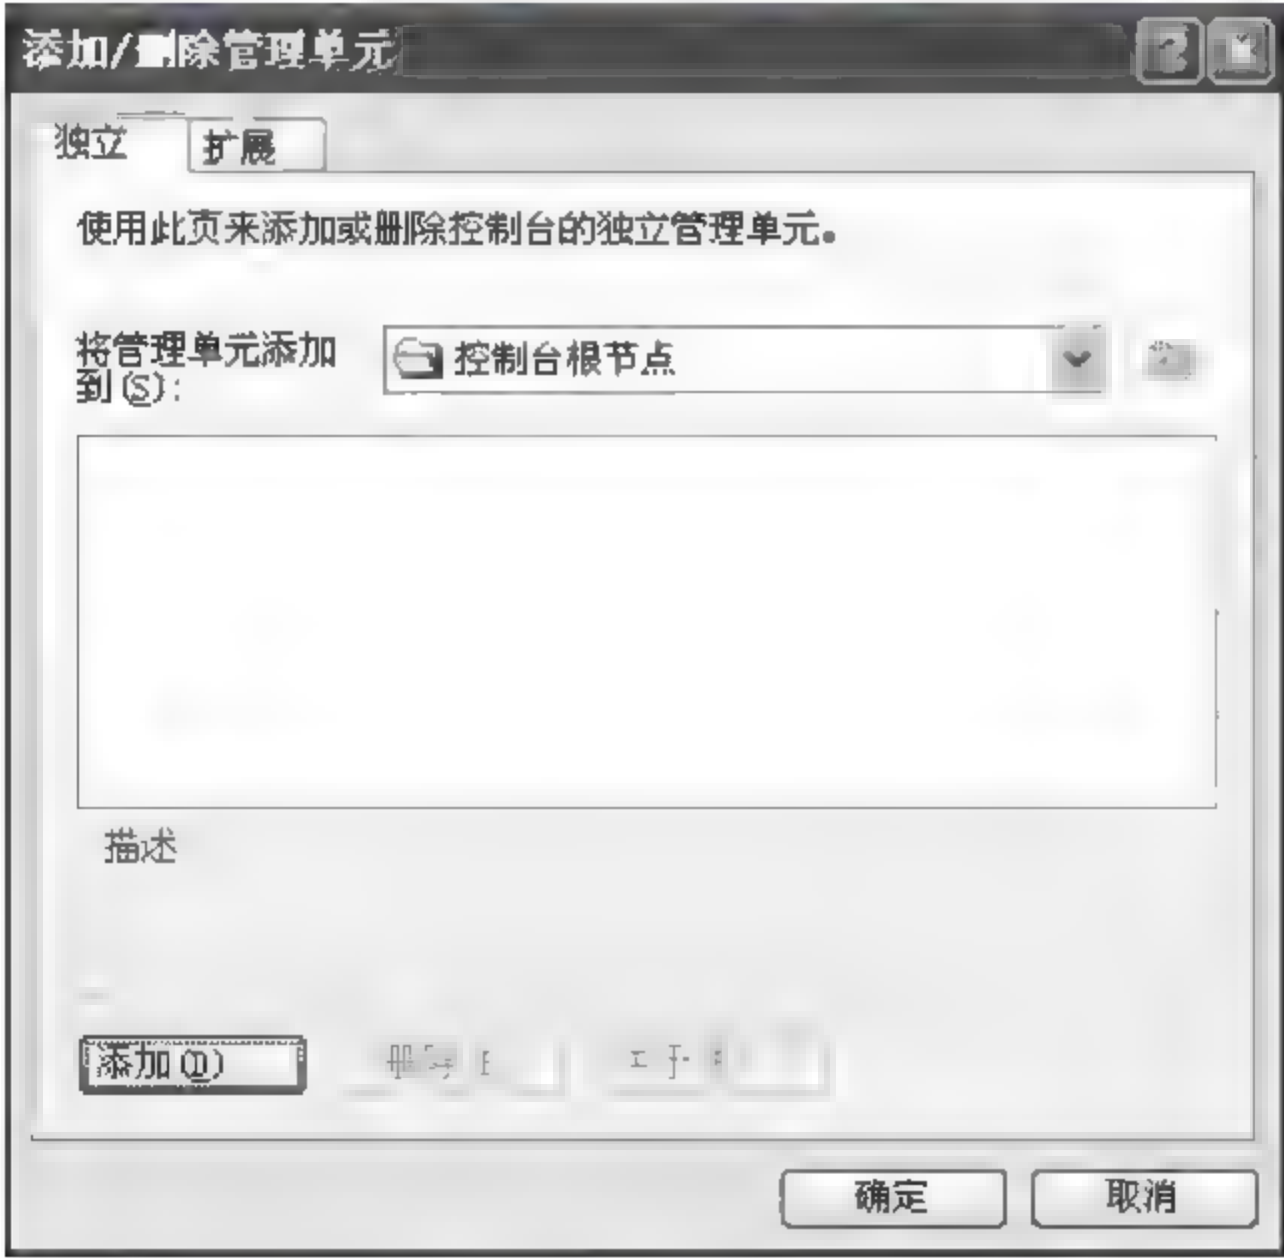 添加/删除管理单元
独立
扩展
使用此页来添加或删除控制台的独立管理单元。
将管理单元添加
到(S):
控制台根节点
描述
添加(D)
确定
取消